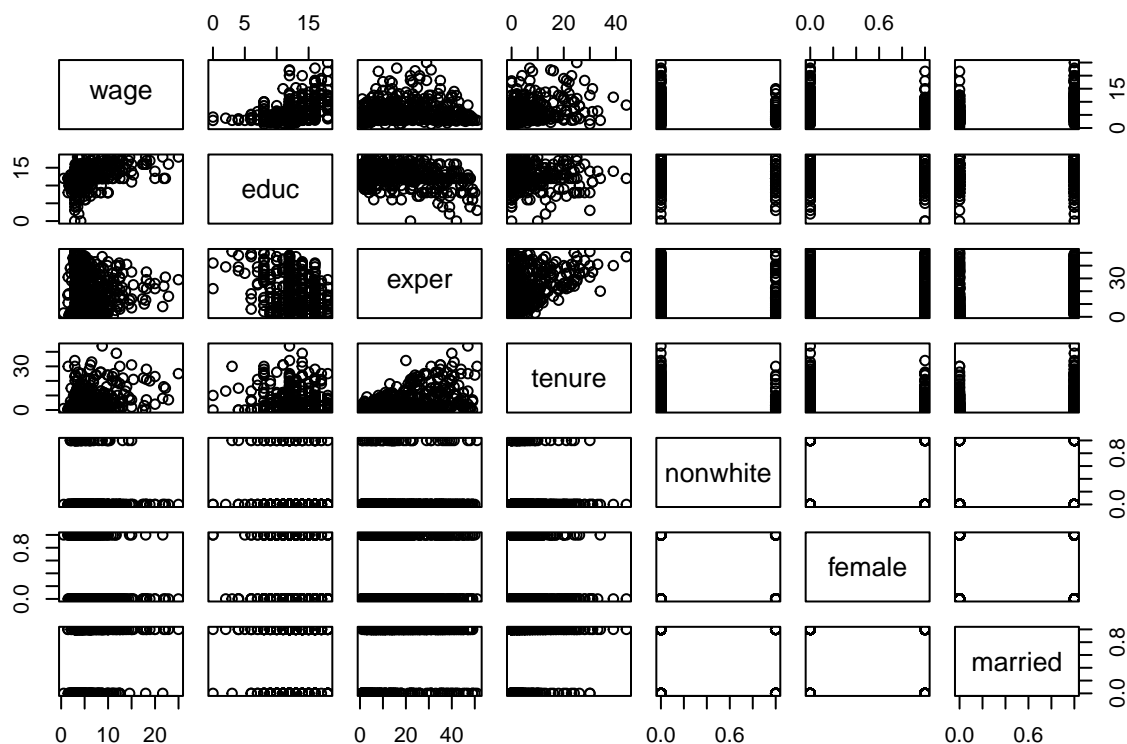 0 5 15 0 20 40 0.0 0.6
wage 0 15
0 15 educ
exper 0 30
0 30 tenure
nonwhite 0.0 0.8
0.0 0.8 female
married 0.0 0.8
0 10 20 0 20 40 0.0 0.6 0.0 0.6